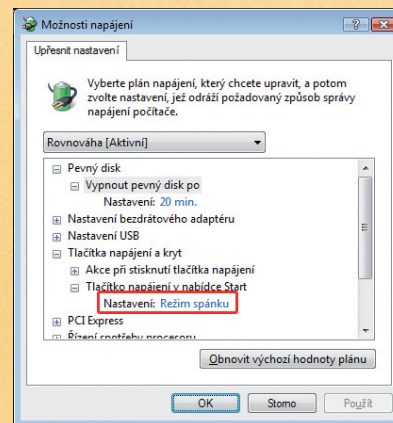 Možnosti napájení
Upřesnit nastavení
Vyberte plán napájení, který chcete upravit, a potom
zvolte nastavení, jež odráží požadovaný způsob správy
napájení počítače.
Rovnováha [Aktivní]
Pevný disk
Vypnout pevný disk po
Nastavení: 20 min.
Nastavení bezdrátového adaptéru
Nastavení USB
Tlačítka napájení a kryt
Akce při stisknutí tlačítka napájení
Tlačítko napájení v nabídce Start
Nastavení: Režim spánku
PCI Express
Řízení spotřeby procesoru
Obnovit výchozí hodnoty plánu
OK
Stomo
Použít